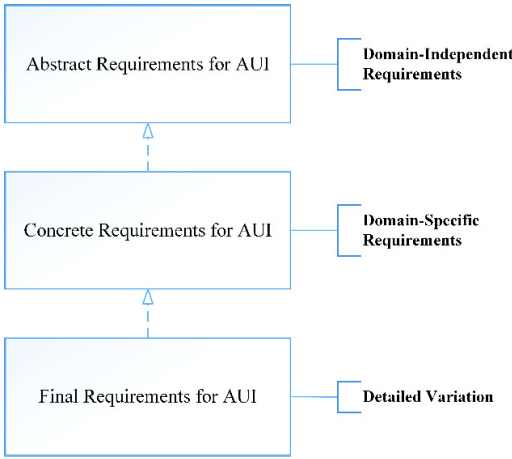 Abstract Requirements for AUI
Domain-Independent
Requirements
Concrete Requirements for AUI
Domain-Specific
Requirements
Final Requirements for AUI
Detailed Variation